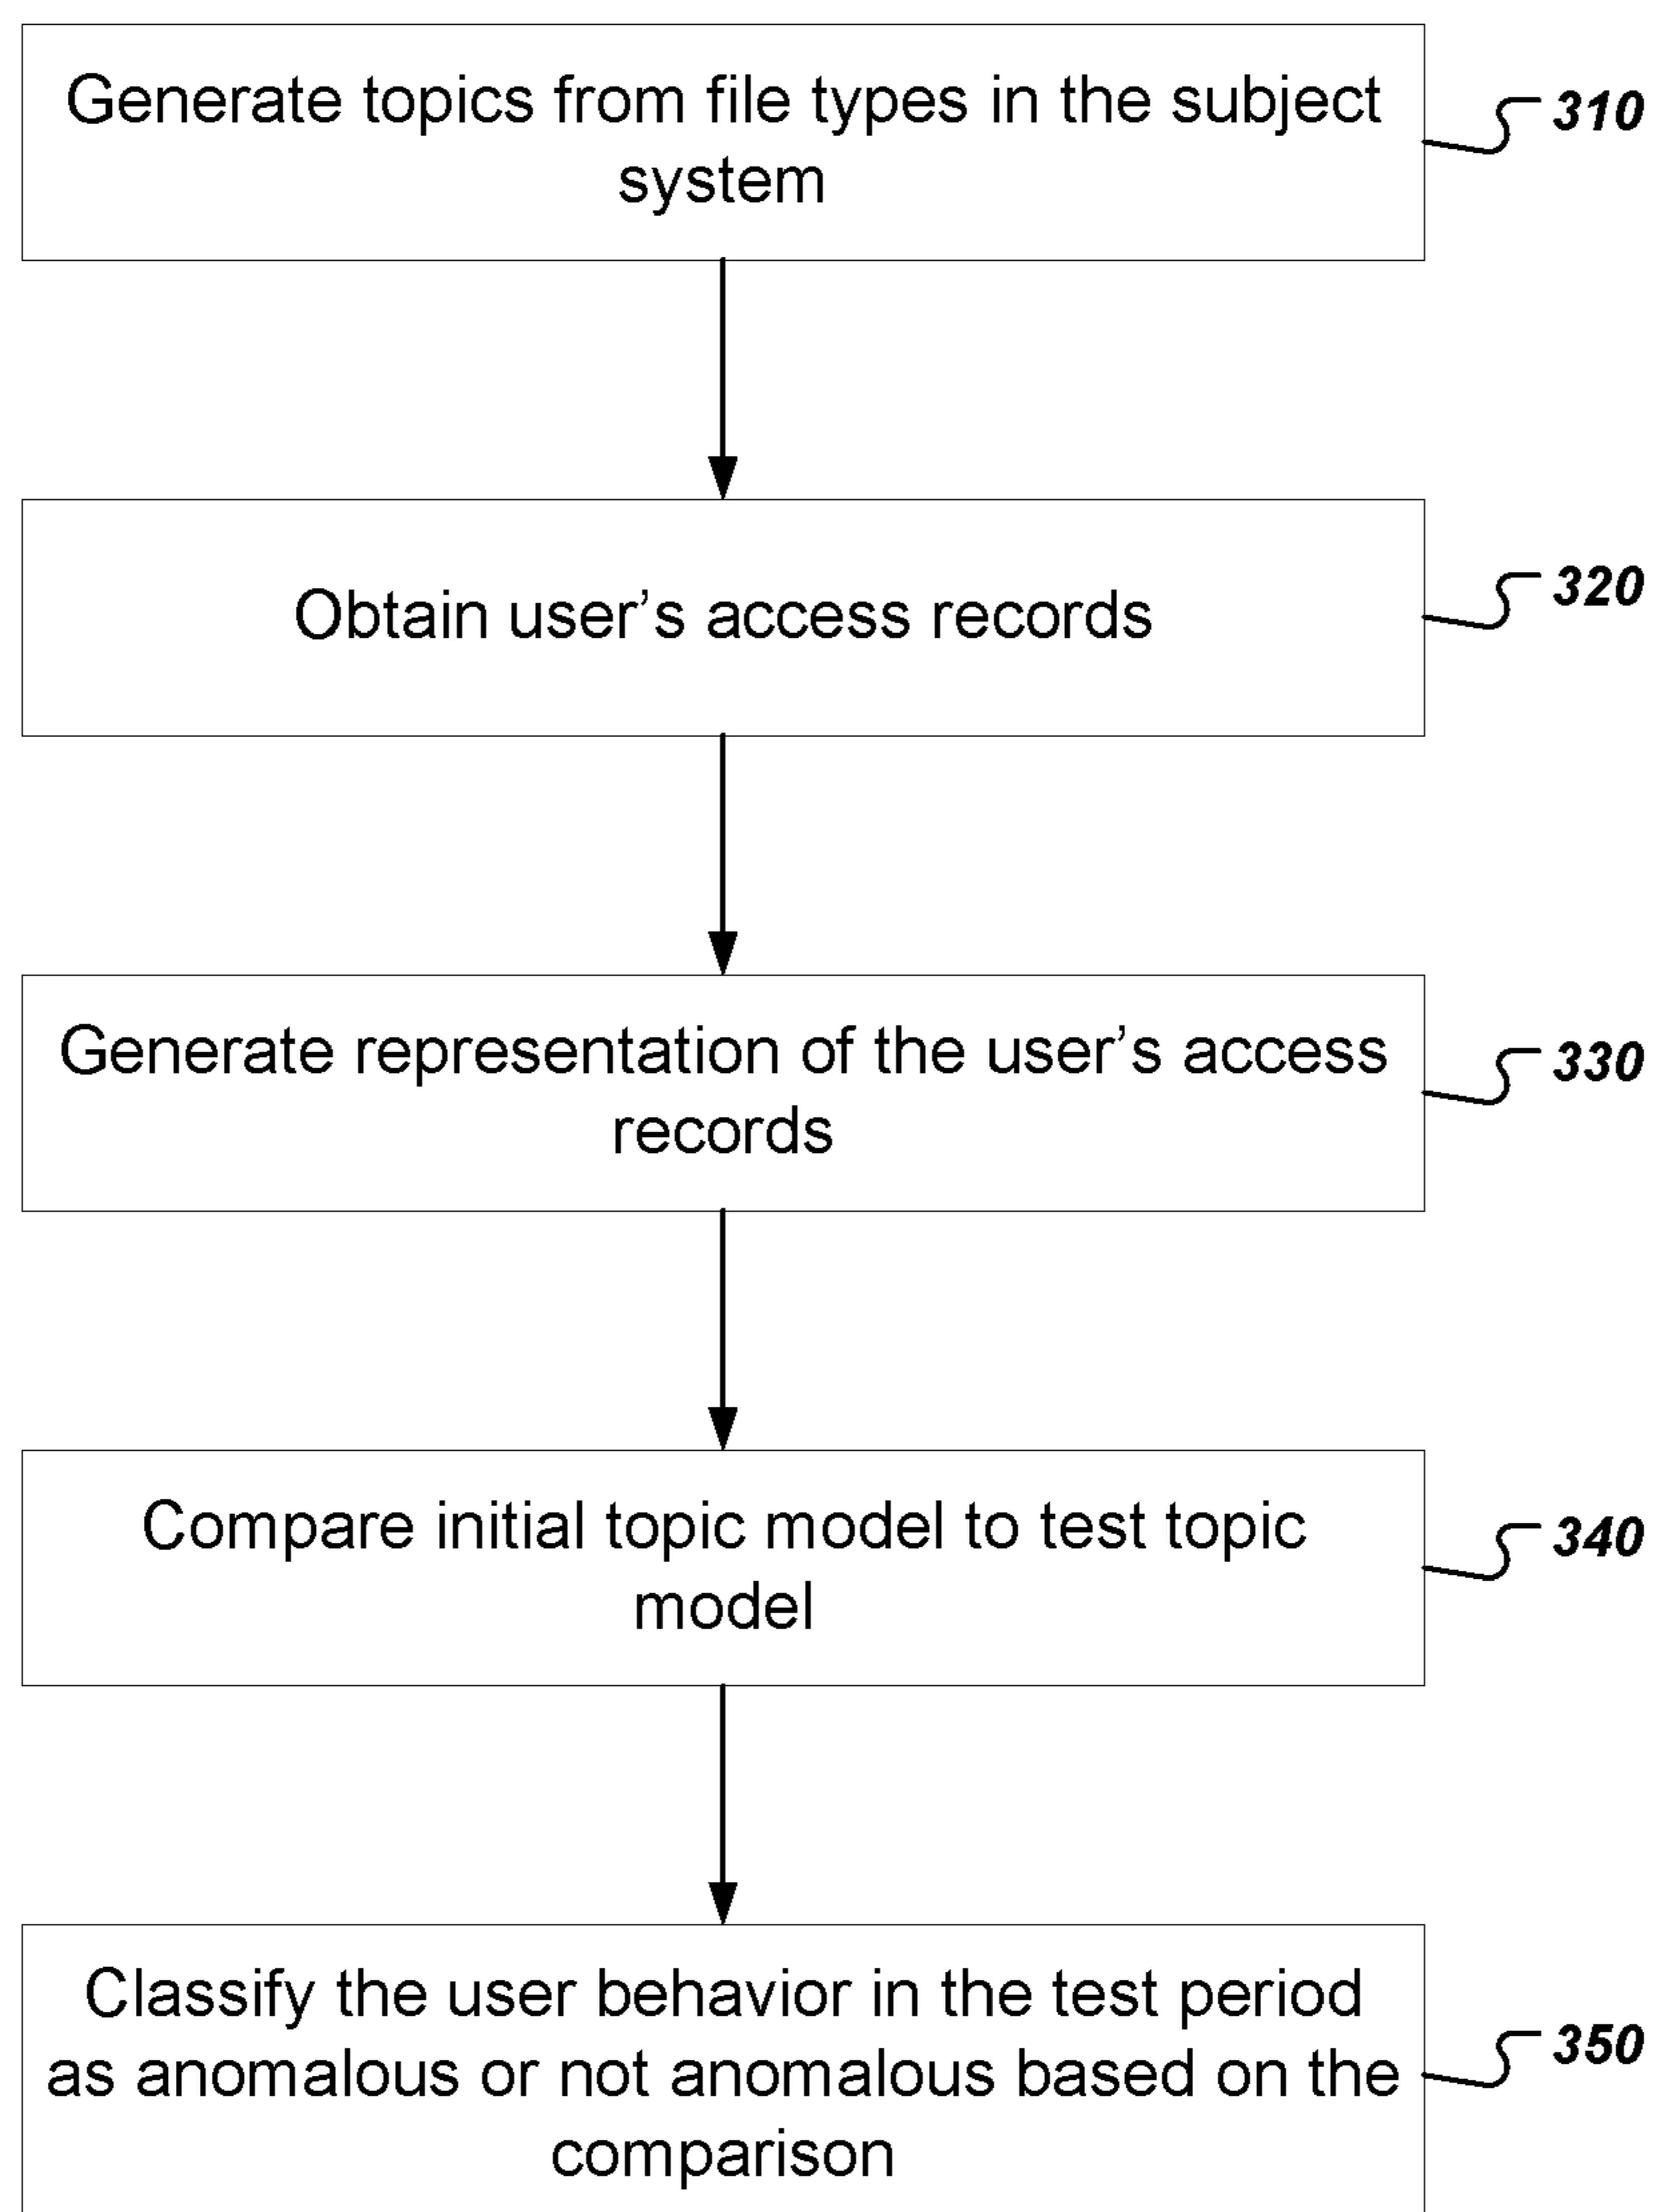 Generate topics from file types in the subject
system
310
Obtain user’s access records
320
Generate representation of the user’s access
records
330
Compare initial topic model to test topic
model
340
Classify the user behavior in the test period
as anomalous or not anomalous based on the
comparison
350